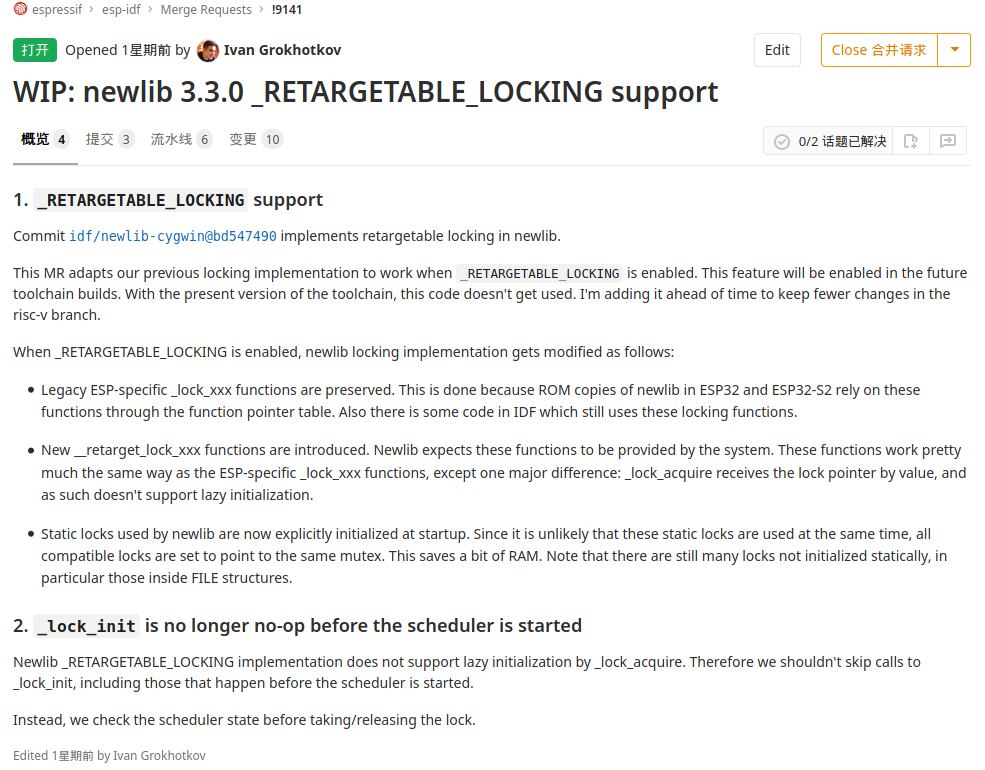 espressif > esp-idf > Merge Requests > !9141
打开 Opened 1星期前 by Ivan Grokhotkov Edit Close 合并请求
WIP: newlib 3.3.0 _RETARGETABLE_LOCKING support
概览 4 提交 3 流水线 6 变更 10 0/2 话题已解决
1. _RETARGETABLE_LOCKING support
Commit idf/newlib-cygwin@bd547490 implements retargetable locking in newlib.
This MR adapts our previous locking implementation to work when _RETARGETABLE_LOCKING is enabled. This feature will be enabled in the future
toolchain builds. With the present version of the toolchain, this code doesn't get used. I'm adding it ahead of time to keep fewer changes in the
risc-v branch.
When _RETARGETABLE_LOCKING is enabled, newlib locking implementation gets modified as follows:
• Legacy ESP-specific _lock_xxx functions are preserved. This is done because ROM copies of newlib in ESP32 and ESP32-S2 rely on these
functions through the function pointer table. Also there is some code in IDF which still uses these locking functions.
• New __retarget_lock_xxx functions are introduced. Newlib expects these functions to be provided by the system. These functions work pretty
much the same way as the ESP-specific _lock_xxx functions, except one major difference: _lock_acquire receives the lock pointer by value, and
as such doesn't support lazy initialization.
• Static locks used by newlib are now explicitly initialized at startup. Since it is unlikely that these static locks are used at the same time, all
compatible locks are set to point to the same mutex. This saves a bit of RAM. Note that there are still many locks not initialized statically, in
particular those inside FILE structures.
2. _lock_init is no longer no-op before the scheduler is started
Newlib _RETARGETABLE_LOCKING implementation does not support lazy initialization by _lock_acquire. Therefore we shouldn't skip calls to
_lock_init, including those that happen before the scheduler is started.
Instead, we check the scheduler state before taking/releasing the lock.
Edited 1星期前 by Ivan Grokhotkov